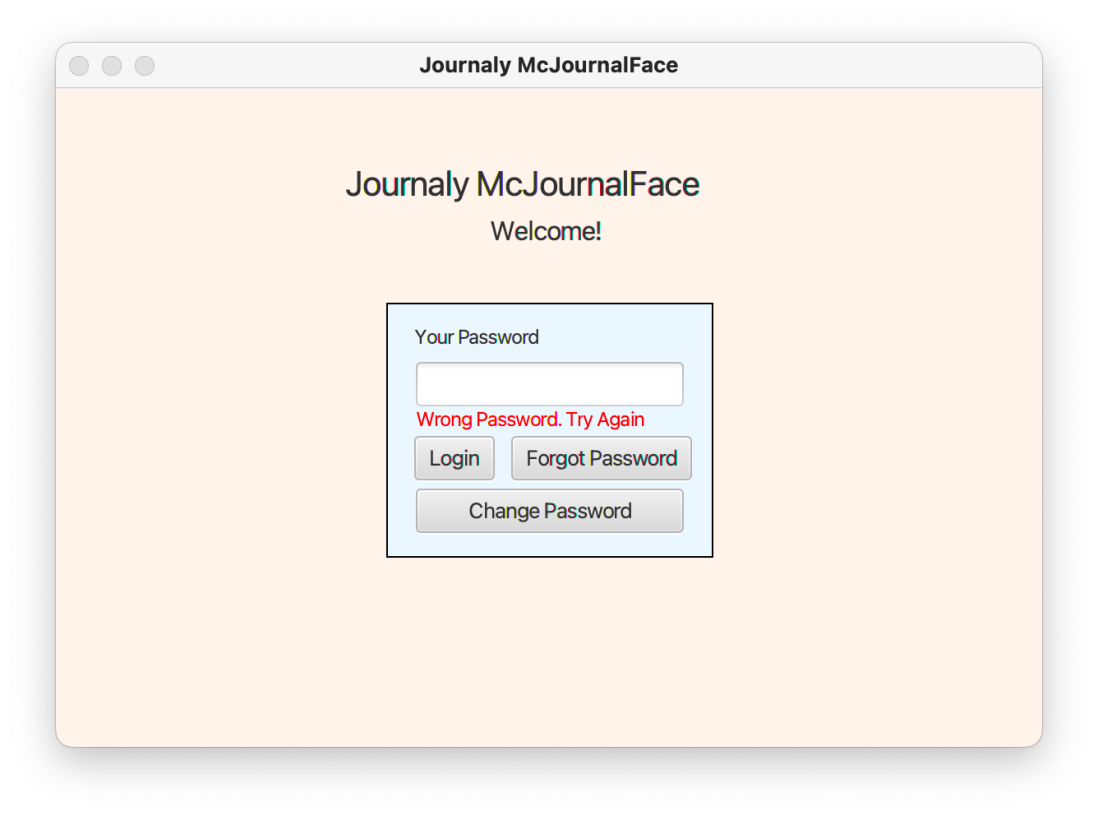 Journaly McJournalFace
Journaly McJournalFace
Welcome!
Your Password
Wrong Password. Try Again
Login Forgot Password
Change Password